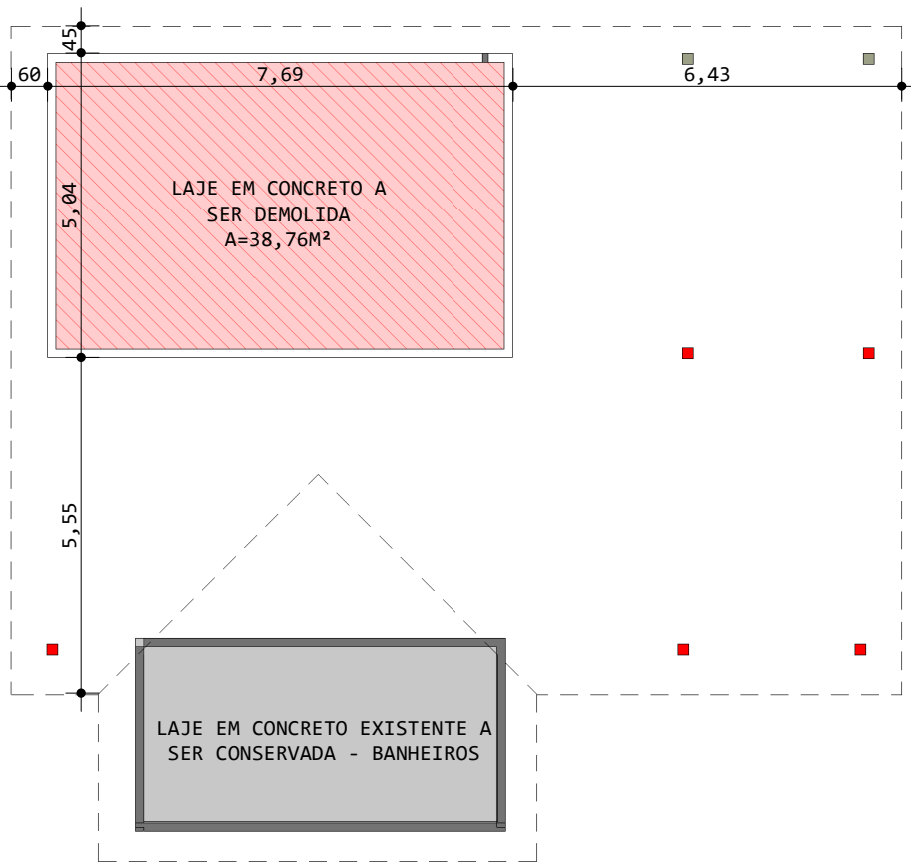 45
60
7,69
6,43
5,04
LAJE EM CONCRETO A
SER DEMOLIDA
A=38,76M²
5,55
LAJE EM CONCRETO EXISTENTE A
SER CONSERVADA - BANHEIROS